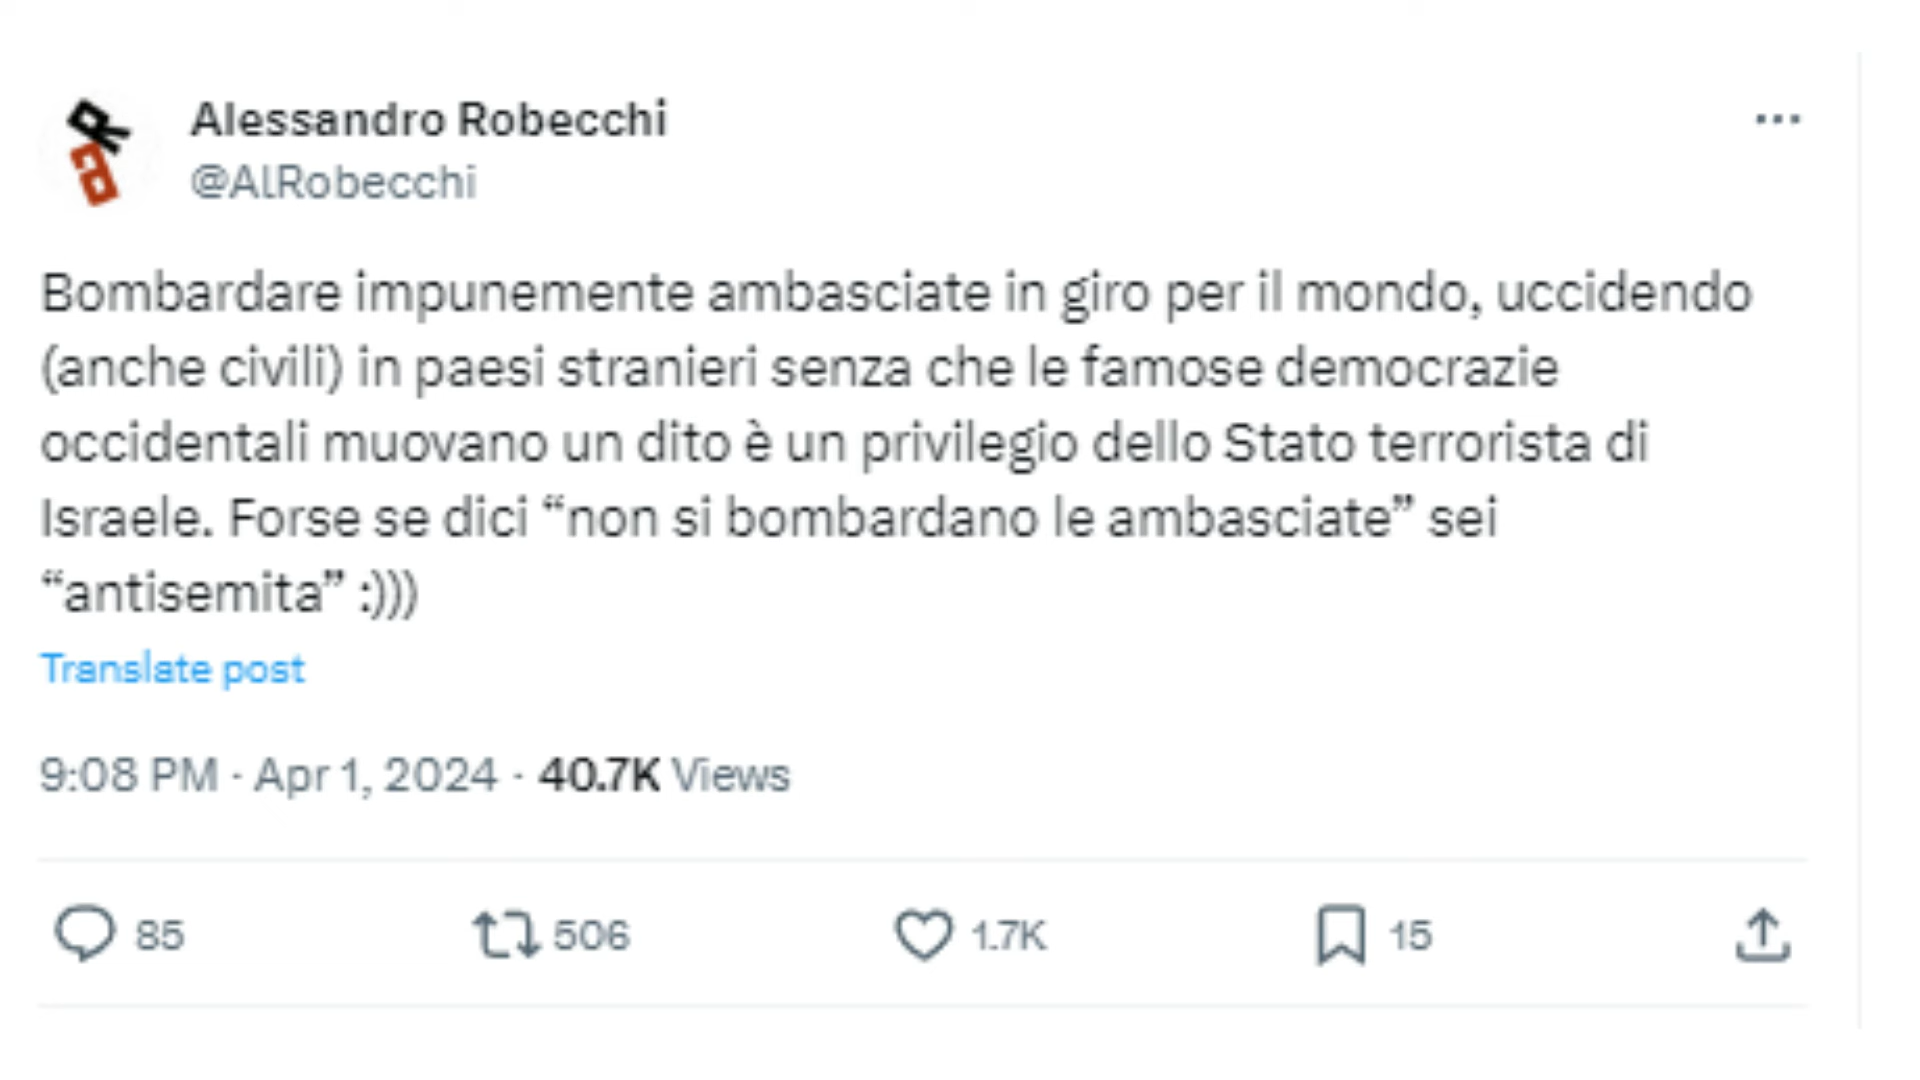 Alessandro Robecchi
@AlRobecchi
Bombardare impunemente ambasciate in giro per il mondo, uccidendo
(anche civili) in paesi stranieri senza che le famose democrazie
occidentali muovano un dito è un privilegio dello Stato terrorista di
Israele. Forse se dici “non si bombardano le ambasciate” sei
“antisemita” :)))
Translate post
9:08 PM · Apr 1, 2024 · 40.7K Views
85 506 1.7K 15